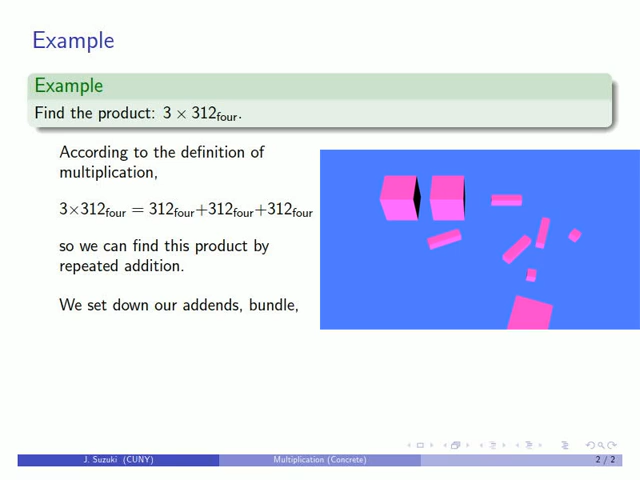 Example
Example
Find the product: 3 × 312four.
According to the definition of
multiplication,
3×312four = 312four+312four+312four
so we can find this product by
repeated addition.
We set down our addends, bundle,
J. Suzuki (CUNY) Multiplication (Concrete) 2 / 2